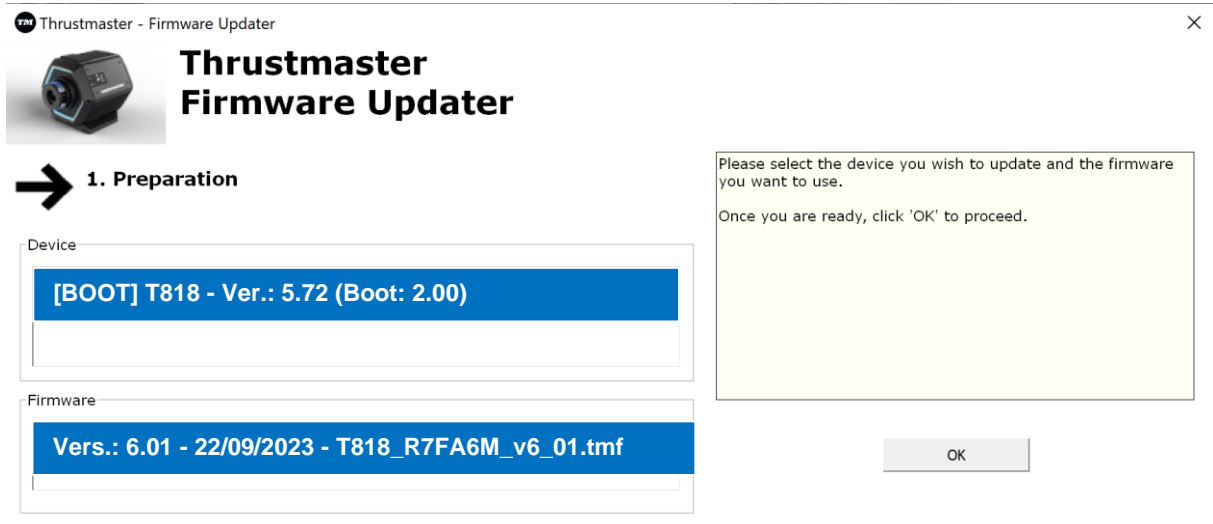 TM Thrustmaster - Firmware Updater
Thrustmaster
Firmware Updater
1. Preparation
Device
[BOOT] T818 - Ver.: 5.72 (Boot: 2.00)
Firmware
Vers.: 6.01 - 22/09/2023 - T818_R7FA6M_v6_01.tmf
Please select the device you wish to update and the firmware
you want to use.
Once you are ready, click 'OK' to proceed.
OK